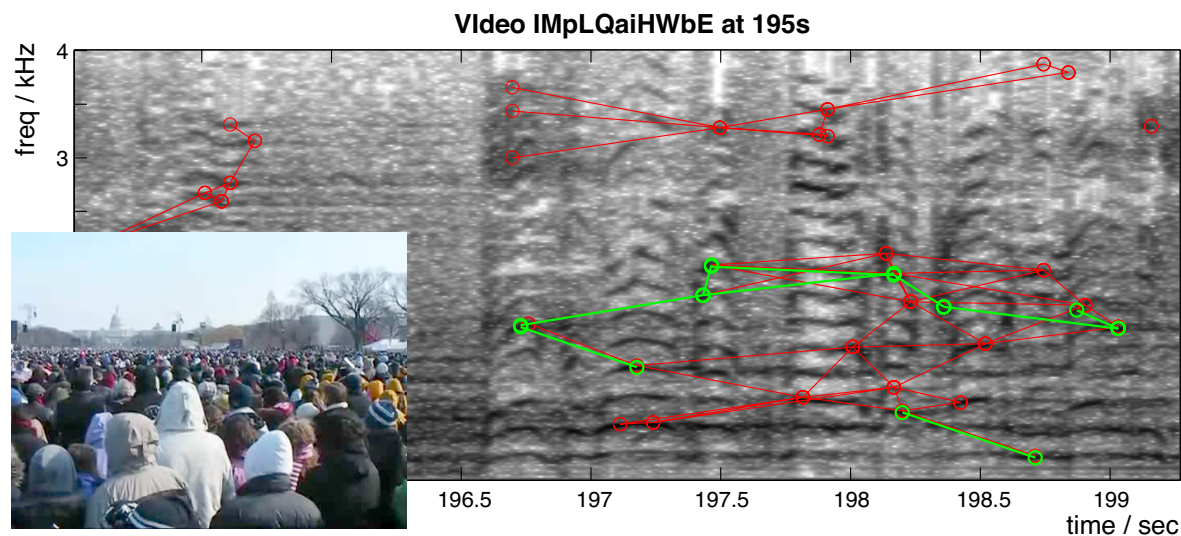 VIdeo IMpLQaiHWbE at 195s
freq / kHz
4
3
196.5 197 197.5 198 198.5 199
time / sec